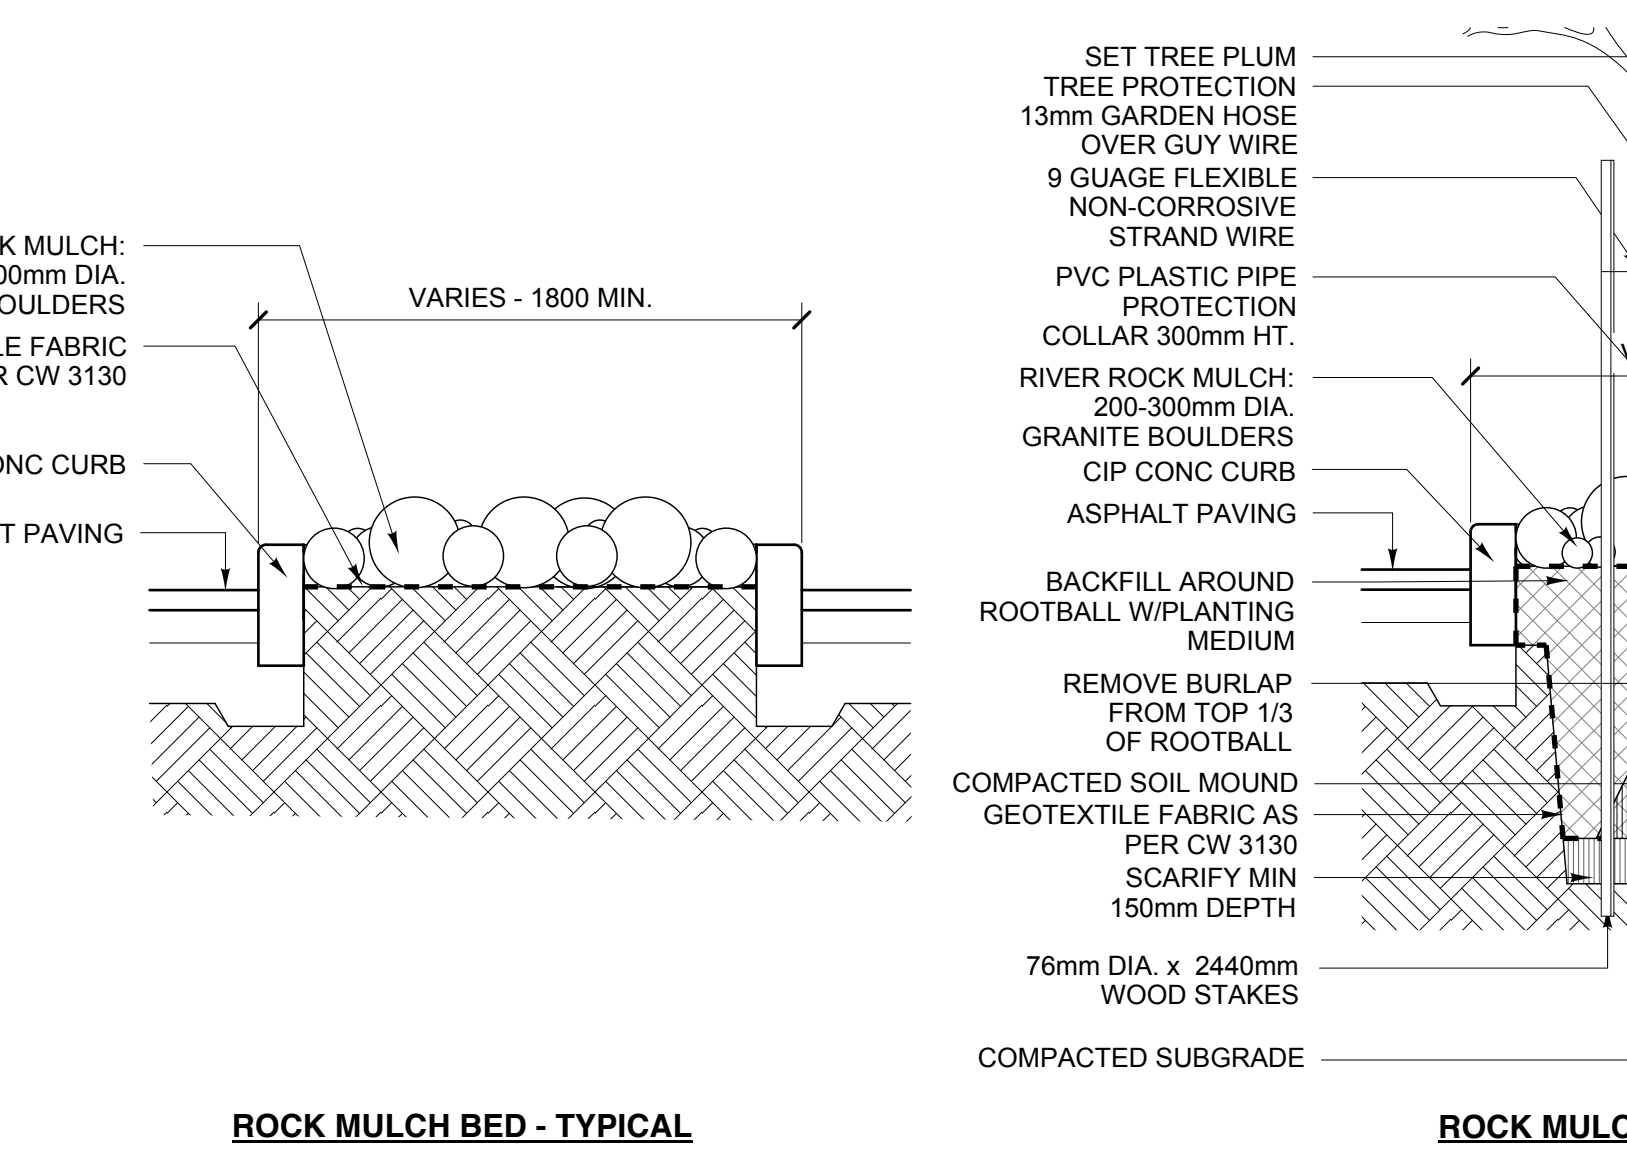 K MULCH:
00mm DIA.
OULDERS
LE FABRIC
R CW 3130
ONC CURB
T PAVING
VARIES - 1800 MIN.
ROCK MULCH BED - TYPICAL
SET TREE PLUM
TREE PROTECTION
13mm GARDEN HOSE
OVER GUY WIRE
9 GUAGE FLEXIBLE
NON-CORROSIVE
STRAND WIRE
PVC PLASTIC PIPE
PROTECTION
COLLAR 300mm HT.
RIVER ROCK MULCH:
200-300mm DIA.
GRANITE BOULDERS
CIP CONC CURB
ASPHALT PAVING
BACKFILL AROUND
ROOTBALL W/PLANTING
MEDIUM
REMOVE BURLAP
FROM TOP 1/3
OF ROOTBALL
COMPACTED SOIL MOUND
GEOTEXTILE FABRIC AS
PER CW 3130
SCARIFY MIN
150mm DEPTH
76mm DIA. x 2440mm
WOOD STAKES
COMPACTED SUBGRADE
ROCK MULC